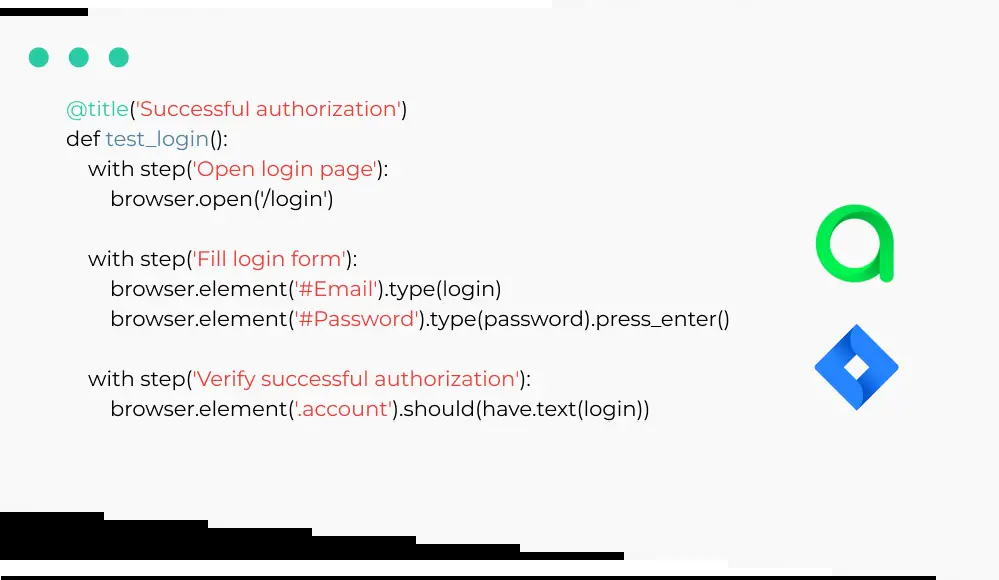 @title('Successful authorization')
def test_login():
with step('Open login page'):
browser.open('/login')
with step('Fill login form'):
browser.element('#Email').type(login)
browser.element('#Password').type(password).press_enter()
with step('Verify successful authorization'):
browser.element('.account').should(have.text(login))